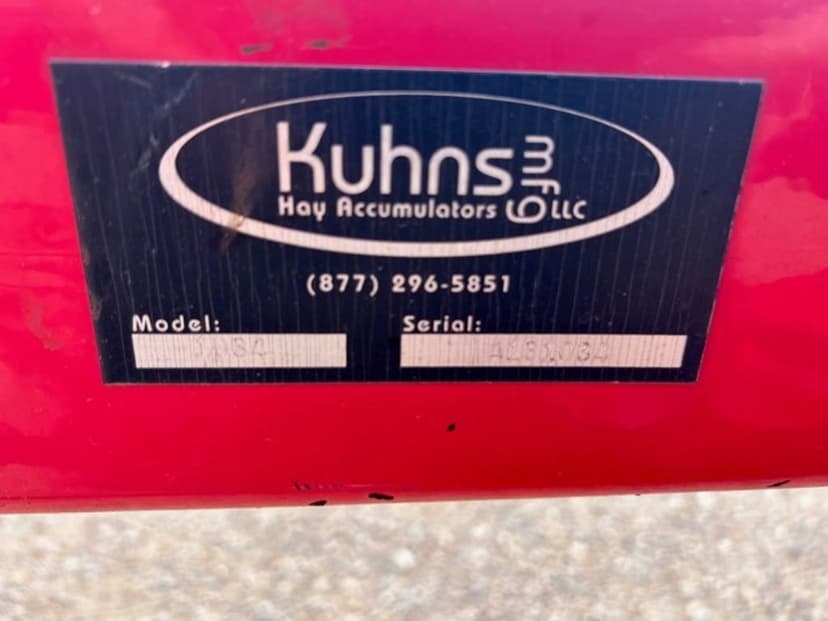 Kuhns mfg
Hay Accumulators LLC
(877) 296-5851
Model:
Serial: